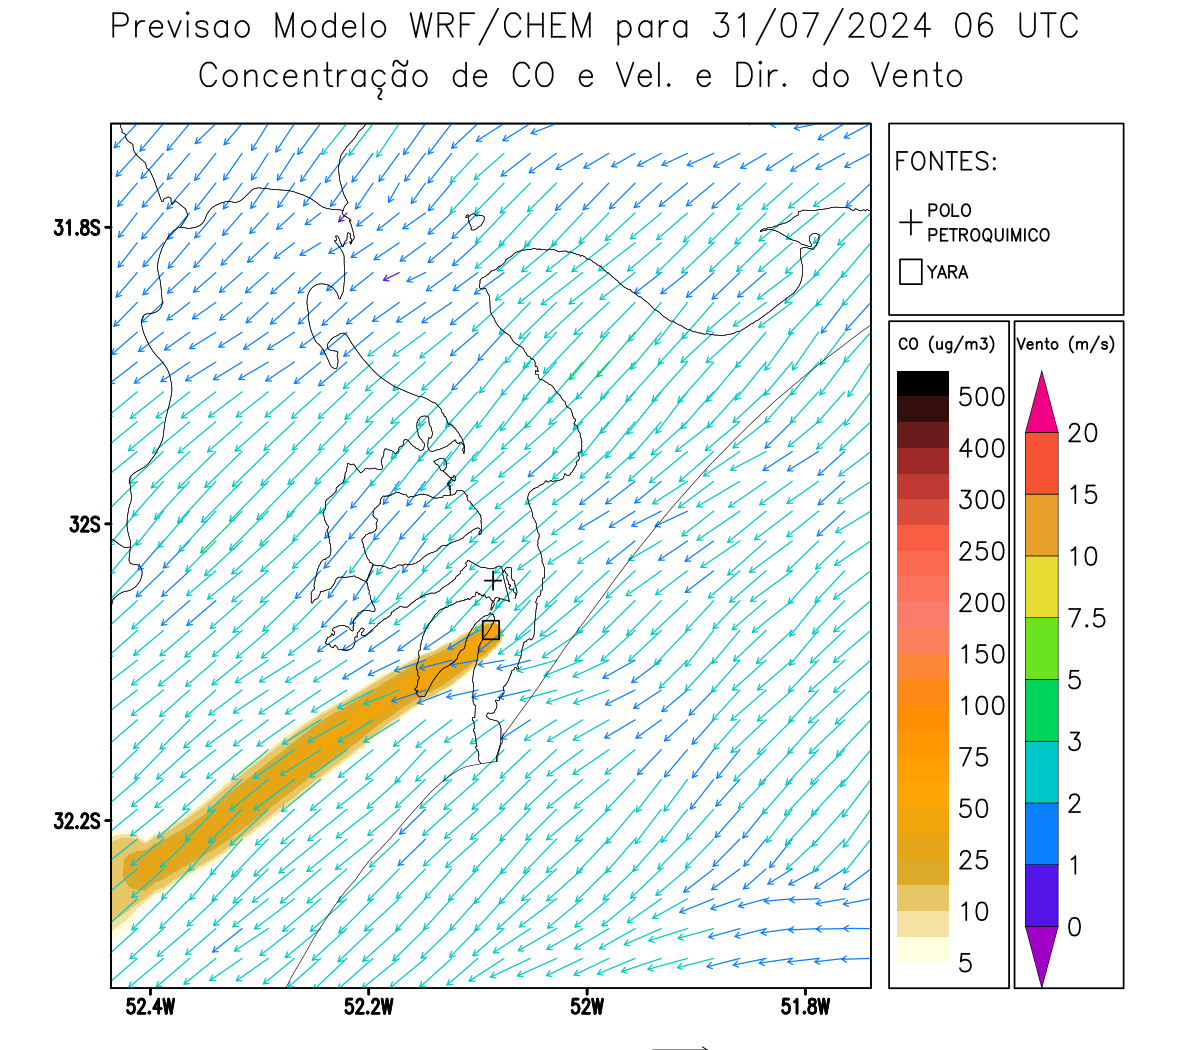 Previsao Modelo WRF/CHEM para 31/07/2024 06 UTC
Concentração de CO e Vel. e Dir. do Vento
FONTES:
POLO
PETROQUIMICO
YARA
31.8S
32S
32.2S
52.4W
52.2W
52W
51.8W
CO (ug/m3)
500
400
300
250
200
150
100
75
50
25
10
5
Vento (m/s)
20
15
10
7.5
5
3
2
1
0